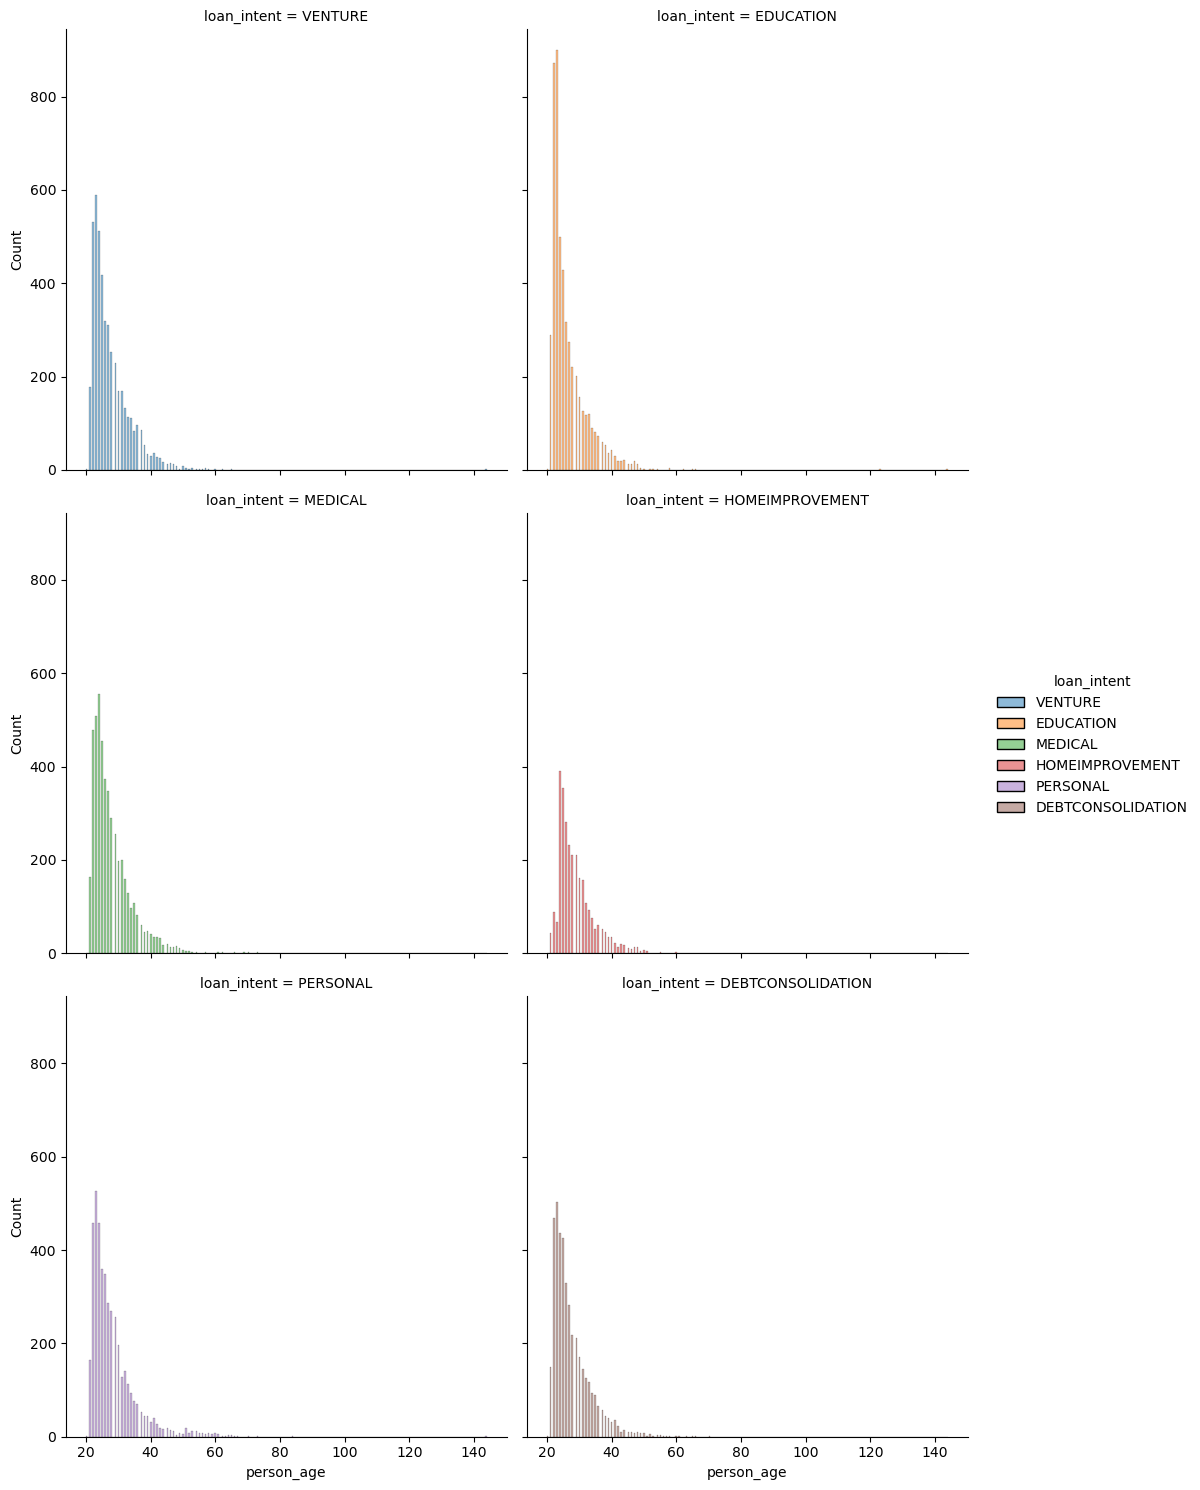 loan_intent = VENTURE
loan_intent = EDUCATION
800
600
400
200
0
Count
loan_intent = MEDICAL
loan_intent = HOMEIMPROVEMENT
800
600
400
200
0
Count
loan_intent
VENTURE
EDUCATION
MEDICAL
HOMEIMPROVEMENT
PERSONAL
DEBTCONSOLIDATION
loan_intent = PERSONAL
loan_intent = DEBTCONSOLIDATION
800
600
400
200
0
Count
20 40 60 80 100 120 140
person_age
20 40 60 80 100 120 140
person_age